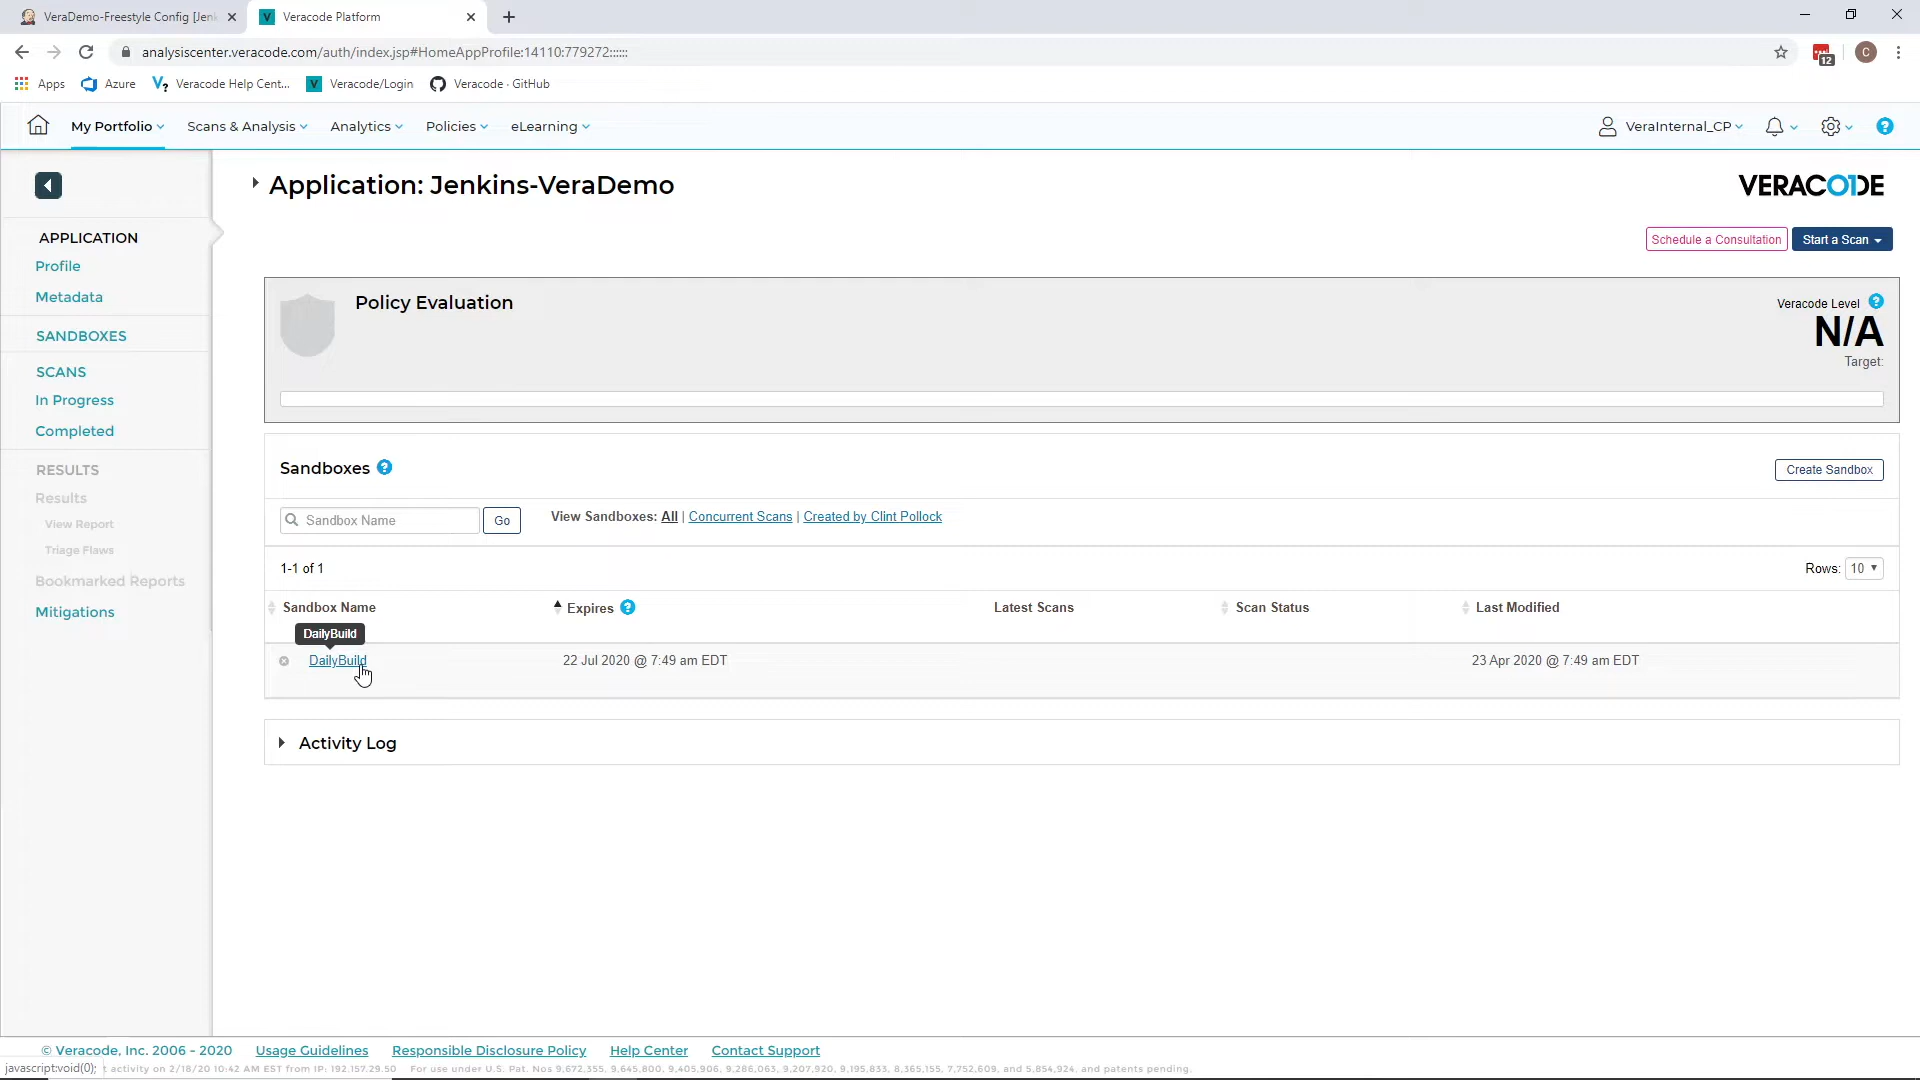 VeraDemo-Freestyle Config [Jenk
Veracode Platform
analysiscenter.veracode.com/auth/index.jsp#HomeAppProfile:14110:779272::::::
12
C
Apps
Azure
Veracode Help Cent...
Veracode/Login
Veracode - GitHub
My Portfolio
Scans & Analysis
Analytics
Policies
eLearning
VeraInternal_CP
Application: Jenkins-VeraDemo
VERACODE
Schedule a Consultation
Start a Scan
APPLICATION
Profile
Metadata
SANDBOXES
SCANS
In Progress
Completed
RESULTS
Results
View Report
Triage Flaws
Bookmarked Reports
Mitigations
Policy Evaluation
Veracode Level ?
N/A
Target:
Sandboxes ?
Create Sandbox
Sandbox Name
Go
View Sandboxes: All | Concurrent Scans | Created by Clint Pollock
1-1 of 1
Rows: 10
Sandbox Name
Expires ?
Latest Scans
Scan Status
Last Modified
DailyBuild
DailyBuild
22 Jul 2020 @ 7:49 am EDT
23 Apr 2020 @ 7:49 am EDT
Activity Log
© Veracode, Inc. 2006 - 2020
Usage Guidelines
Responsible Disclosure Policy
Help Center
Contact Support
javascript:void(0);
t activity on 2/18/20 10:42 AM EST from IP: 192.157.29.50
For use under U.S. Pat. Nos 9,672,355, 9,645,800, 9,405,906, 9,286,063, 9,207,920, 9,195,833, 8,365,155, 7,752,609, and 5,854,924, and patents pending.